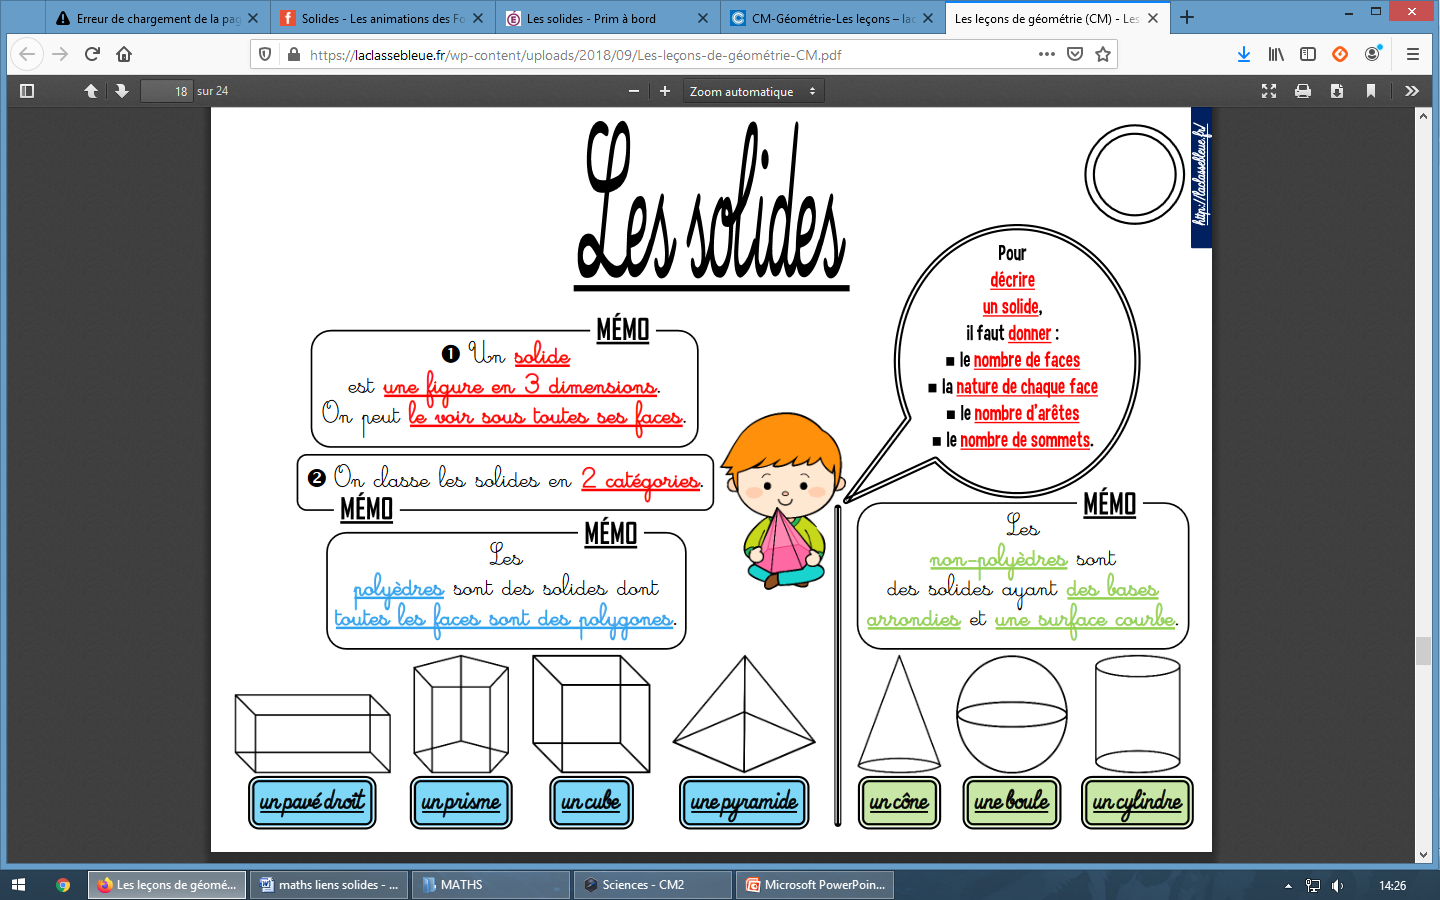 Erreur de chargement de la pag
Solides - Les animations des Fo
Les solides - Prim à bord
CM-Géométrie-Les leçons – lac
Les leçons de géométrie (CM) - Les
https://laclassebleue.fr/wp-content/uploads/2018/09/Les-leçons-de-géométrie-CM.pdf
18 sur 24
Zoom automatique
http://laclassebleue.fr/
Les solides
Pour
décrire
un solide,
il faut donner :
▪ le nombre de faces
▪ la nature de chaque face
▪ le nombre d'arêtes
▪ le nombre de sommets.
MÉMO
❶ Un solide
est une figure en 3 dimensions.
On peut le voir sous toutes ses faces.
❷ On classe les solides en 2 catégories.
MÉMO
MÉMO
Les
polyèdres sont des solides dont
toutes les faces sont des polygones.
MÉMO
Les
non-polyèdres sont
des solides ayant des bases
arrondies et une surface courbe.
un pavé droit
un prisme
un cube
une pyramide
un cône
une boule
un cylindre
Les leçons de géomé...
maths liens solides - ...
MATHS
Sciences - CM2
Microsoft PowerPoin...
14:26